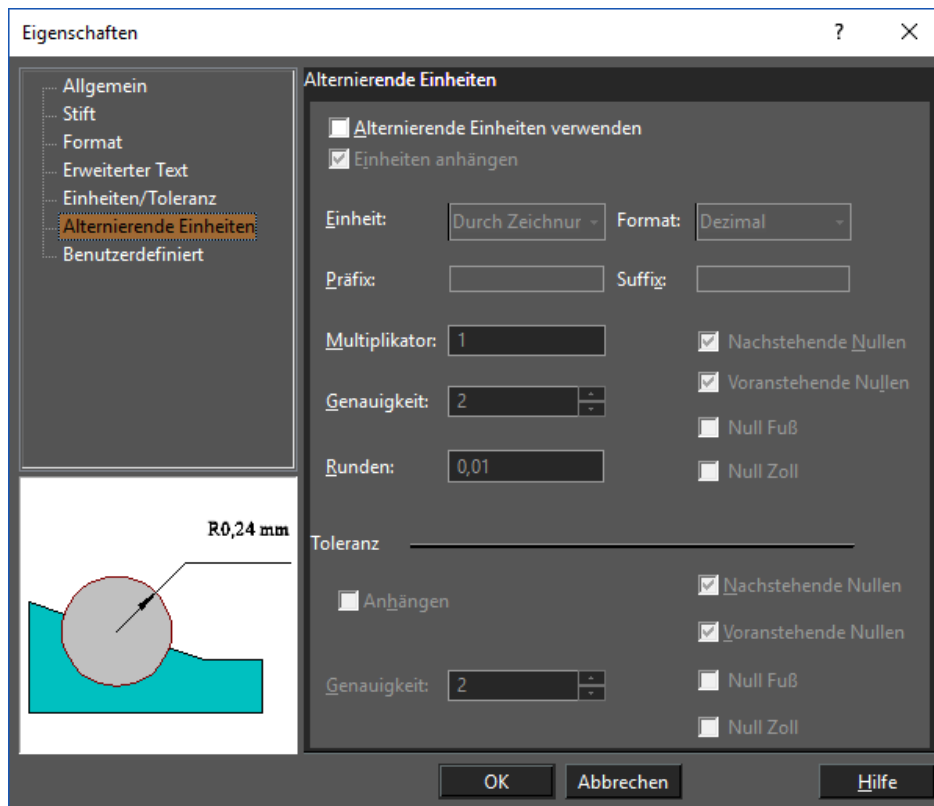 Eigenschaften
?
Allgemein
Stift
Format
Erweiterter Text
Einheiten/Toleranz
Alternierende Einheiten
Benutzerdefiniert
R0,24 mm
Alternierende Einheiten
Alternierende Einheiten verwenden
Einheiten anhängen
Einheit: Durch Zeichnur Format: Dezimal
Präfix: Suffix:
Multiplikator: 1 Nachstehende Nullen
Voranstehende Nullen
Genauigkeit: 2
Null Fuß
Runden: 0,01 Null Zoll
Toleranz
Anhängen Nachstehende Nullen
Voranstehende Nullen
Genauigkeit: 2 Null Fuß
Null Zoll
OK Abbrechen Hilfe